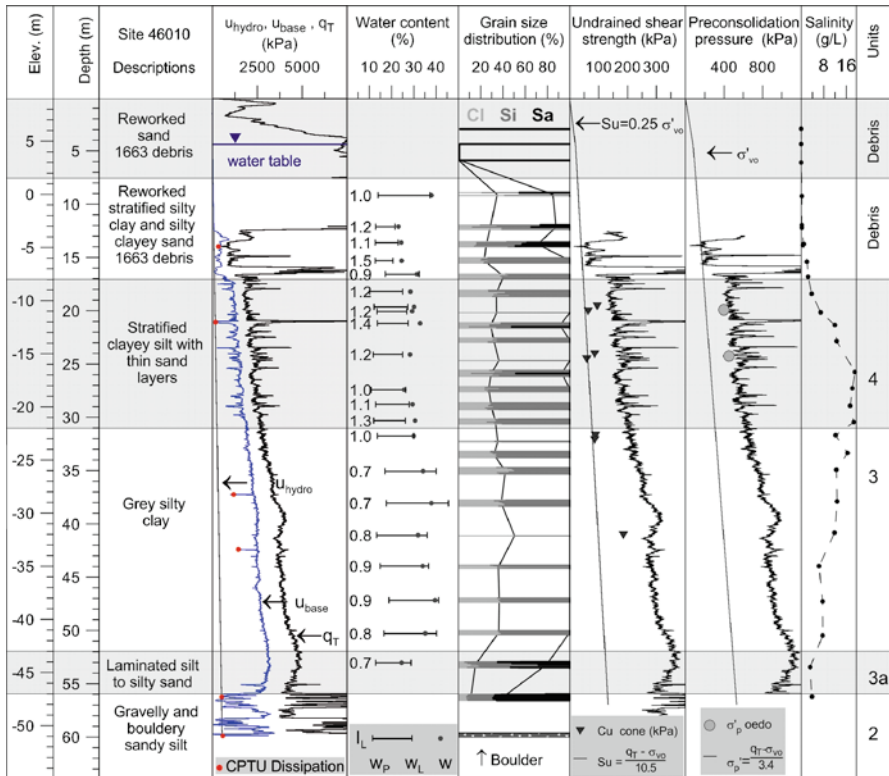 Elev. (m)
Depth (m)
Site 46010
Descriptions
u_hydro, u_base , q_T
(kPa)
2500 5000
Water content
(%)
10 20 30 40
Grain size
distribution (%)
20 40 60 80
Undrained shear
strength (kPa)
100 200 300
Preconsolidation
pressure (kPa)
400 800
Salinity
(g/L)
8 16
Units
Cl Si Sa
5
0
-5
-10
-15
-20
-25
-30
-35
-40
-45
-50
5
10
15
20
25
30
35
40
45
50
55
60
Reworked
sand
1663 debris
Reworked
stratified silty
clay and silty
clayey sand
1663 debris
Stratified
clayey silt with
thin sand
layers
Grey silty
clay
Laminated silt
to silty sand
Gravelly and
bouldery
sandy silt
water table
u_hydro
u_base
q_T
CPTU Dissipation
1.0
1.2
1.1
1.5
0.9
1.2
1.2
1.4
1.2
1.0
1.1
1.3
1.0
0.7
0.7
0.8
0.9
0.9
0.8
0.7
I_L
W_P W_L W
↑ Boulder
Su=0.25 σ'_vo
Cu cone (kPa)
Su = (q_T - σ_vo)/10.5
σ'_vo
σ'_p oedo
σ_p' = (q_T-σ_vo)/3.4
Debris
Debris
4
3
3a
2